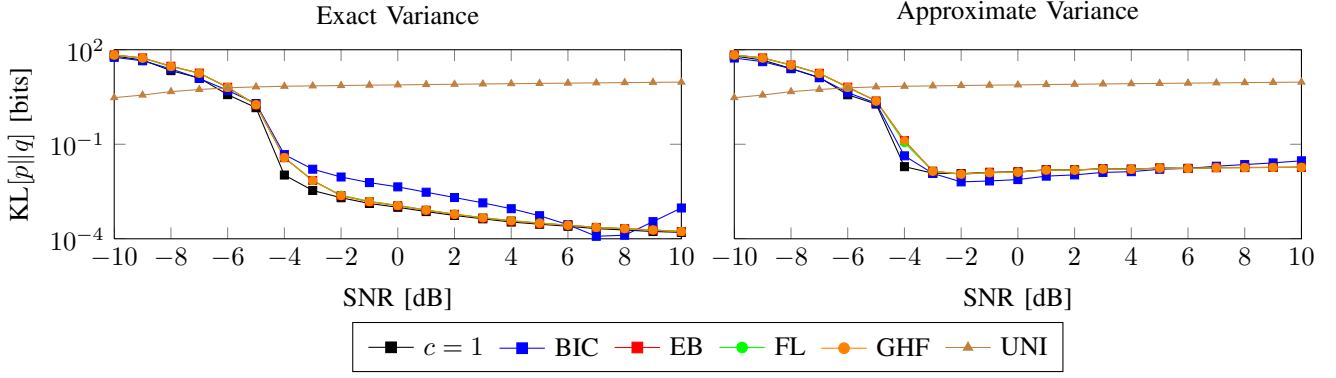 Exact Variance
Approximate Variance
KL[p||q] [bits]
10^2
10^−1
10^−4
−10 −8 −6 −4 −2 0 2 4 6 8 10
−10 −8 −6 −4 −2 0 2 4 6 8 10
SNR [dB]
SNR [dB]
c = 1 BIC EB FL GHF UNI